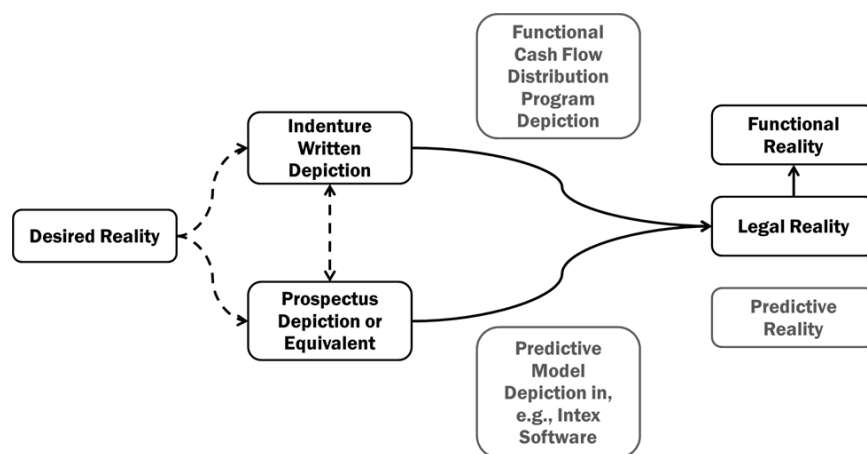 Functional
Cash Flow
Distribution
Program
Depiction
Indenture
Written
Depiction
Functional
Reality
Desired Reality
Legal Reality
Prospectus
Depiction or
Equivalent
Predictive
Reality
Predictive
Model
Depiction in,
e.g., Intex
Software